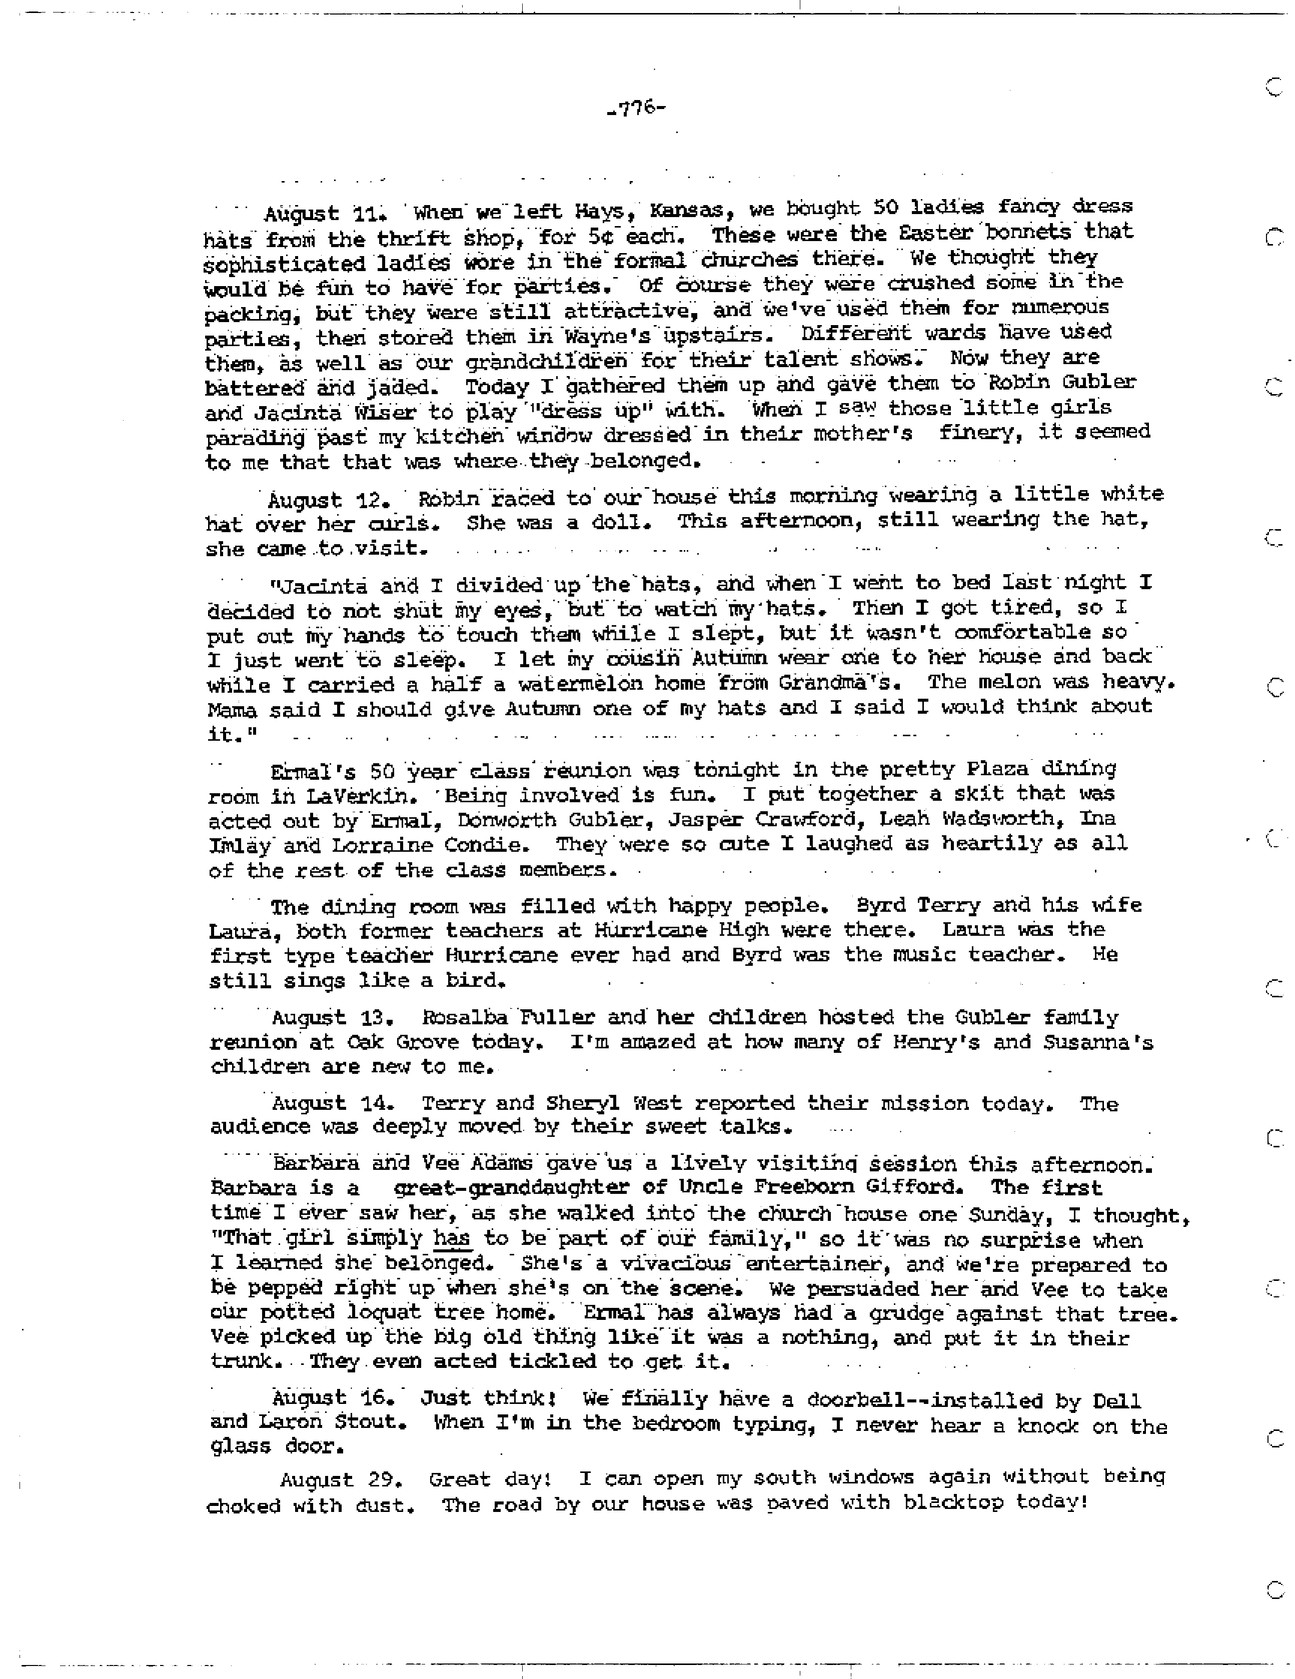 -776-
August 11. When we left Hays, Kansas, we bought 50 ladies fancy dress
hats from the thrift shop, for 5¢ each. These were the Easter bonnets that
sophisticated ladies wore in the formal churches there. We thought they
would be fun to have for parties. Of course they were crushed some in the
packing, but they were still attractive, and we've used them for numerous
parties, then stored them in Wayne's upstairs. Different wards have used
them, as well as our grandchildren for their talent shows. Now they are
battered and jaded. Today I gathered them up and gave them to Robin Gubler
and Jacinta Wiser to play "dress up" with. When I saw those little girls
parading past my kitchen window dressed in their mother's finery, it seemed
to me that that was where they belonged.
August 12. Robin raced to our house this morning wearing a little white
hat over her curls. She was a doll. This afternoon, still wearing the hat,
she came to visit.
"Jacinta and I divided up the hats, and when I went to bed last night I
decided to not shut my eyes, but to watch my hats. Then I got tired, so I
put out my hands to touch them while I slept, but it wasn't comfortable so
I just went to sleep. I let my cousin Autumn wear one to her house and back
while I carried a half a watermelon home from Grandma's. The melon was heavy.
Mama said I should give Autumn one of my hats and I said I would think about
it."
Ermal's 50 year class reunion was tonight in the pretty Plaza dining
room in LaVerkin. Being involved is fun. I put together a skit that was
acted out by Ermal, Donworth Gubler, Jasper Crawford, Leah Wadsworth, Ina
Imlay and Lorraine Condie. They were so cute I laughed as heartily as all
of the rest of the class members.
The dining room was filled with happy people. Byrd Terry and his wife
Laura, both former teachers at Hurricane High were there. Laura was the
first type teacher Hurricane ever had and Byrd was the music teacher. He
still sings like a bird.
August 13. Rosalba Fuller and her children hosted the Gubler family
reunion at Oak Grove today. I'm amazed at how many of Henry's and Susanna's
children are new to me.
August 14. Terry and Sheryl West reported their mission today. The
audience was deeply moved by their sweet talks.
Barbara and Vee Adams gave us a lively visiting session this afternoon.
Barbara is a great-granddaughter of Uncle Freeborn Gifford. The first
time I ever saw her, as she walked into the church house one Sunday, I thought,
"That girl simply has to be part of our family," so it was no surprise when
I learned she belonged. She's a vivacious entertainer, and we're prepared to
be pepped right up when she's on the scene. We persuaded her and Vee to take
our potted loquat tree home. Ermal has always had a grudge against that tree.
Vee picked up the big old thing like it was a nothing, and put it in their
trunk. They even acted tickled to get it.
August 16. Just think! We finally have a doorbell--installed by Dell
and Laron Stout. When I'm in the bedroom typing, I never hear a knock on the
glass door.
August 29. Great day! I can open my south windows again without being
choked with dust. The road by our house was paved with blacktop today!